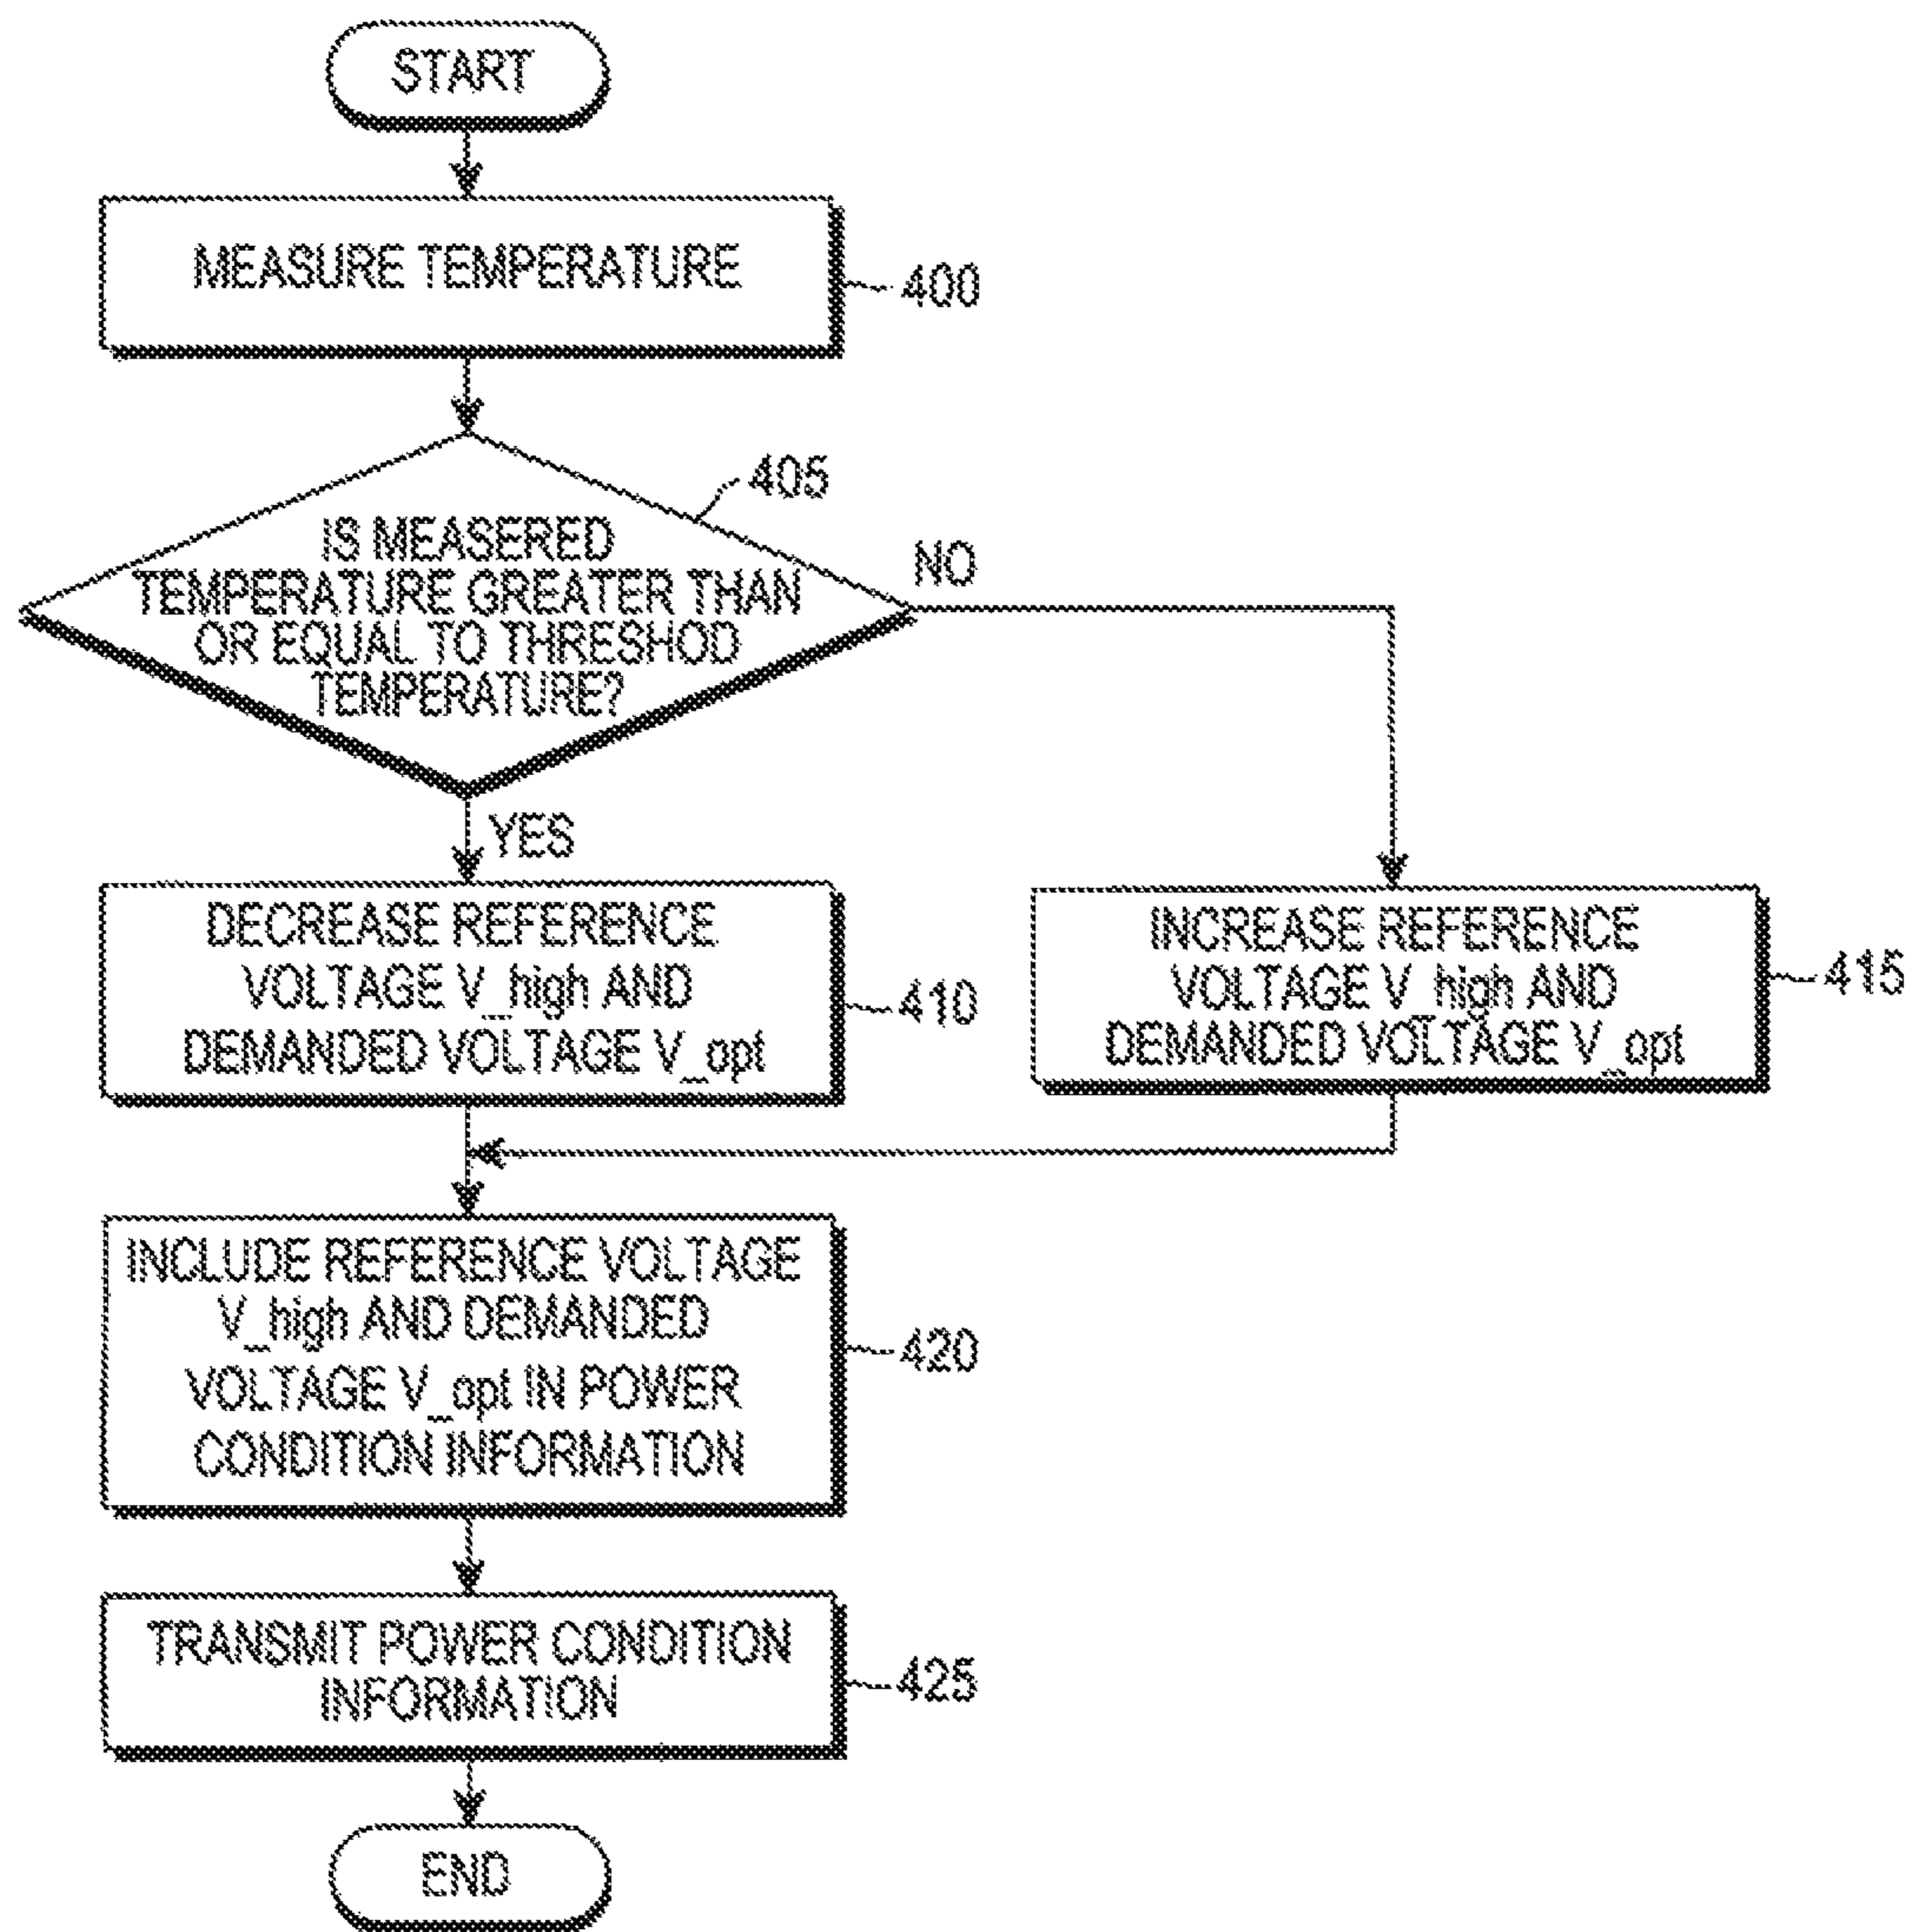 START
MEASURE TEMPERATURE
400
405
IS MEASERED
TEMPERATURE GREATER THAN
OR EQUAL TO THRESHOD
TEMPERATURE?
NO
YES
DECREASE REFERENCE
VOLTAGE V_high AND
DEMANDED VOLTAGE V_opt
410
INCREASE REFERENCE
VOLTAGE V_high AND
DEMANDED VOLTAGE V_opt
415
INCLUDE REFERENCE VOLTAGE
V_high AND DEMANDED
VOLTAGE V_opt IN POWER
CONDITION INFORMATION
420
TRANSMIT POWER CONDITION
INFORMATION
425
END